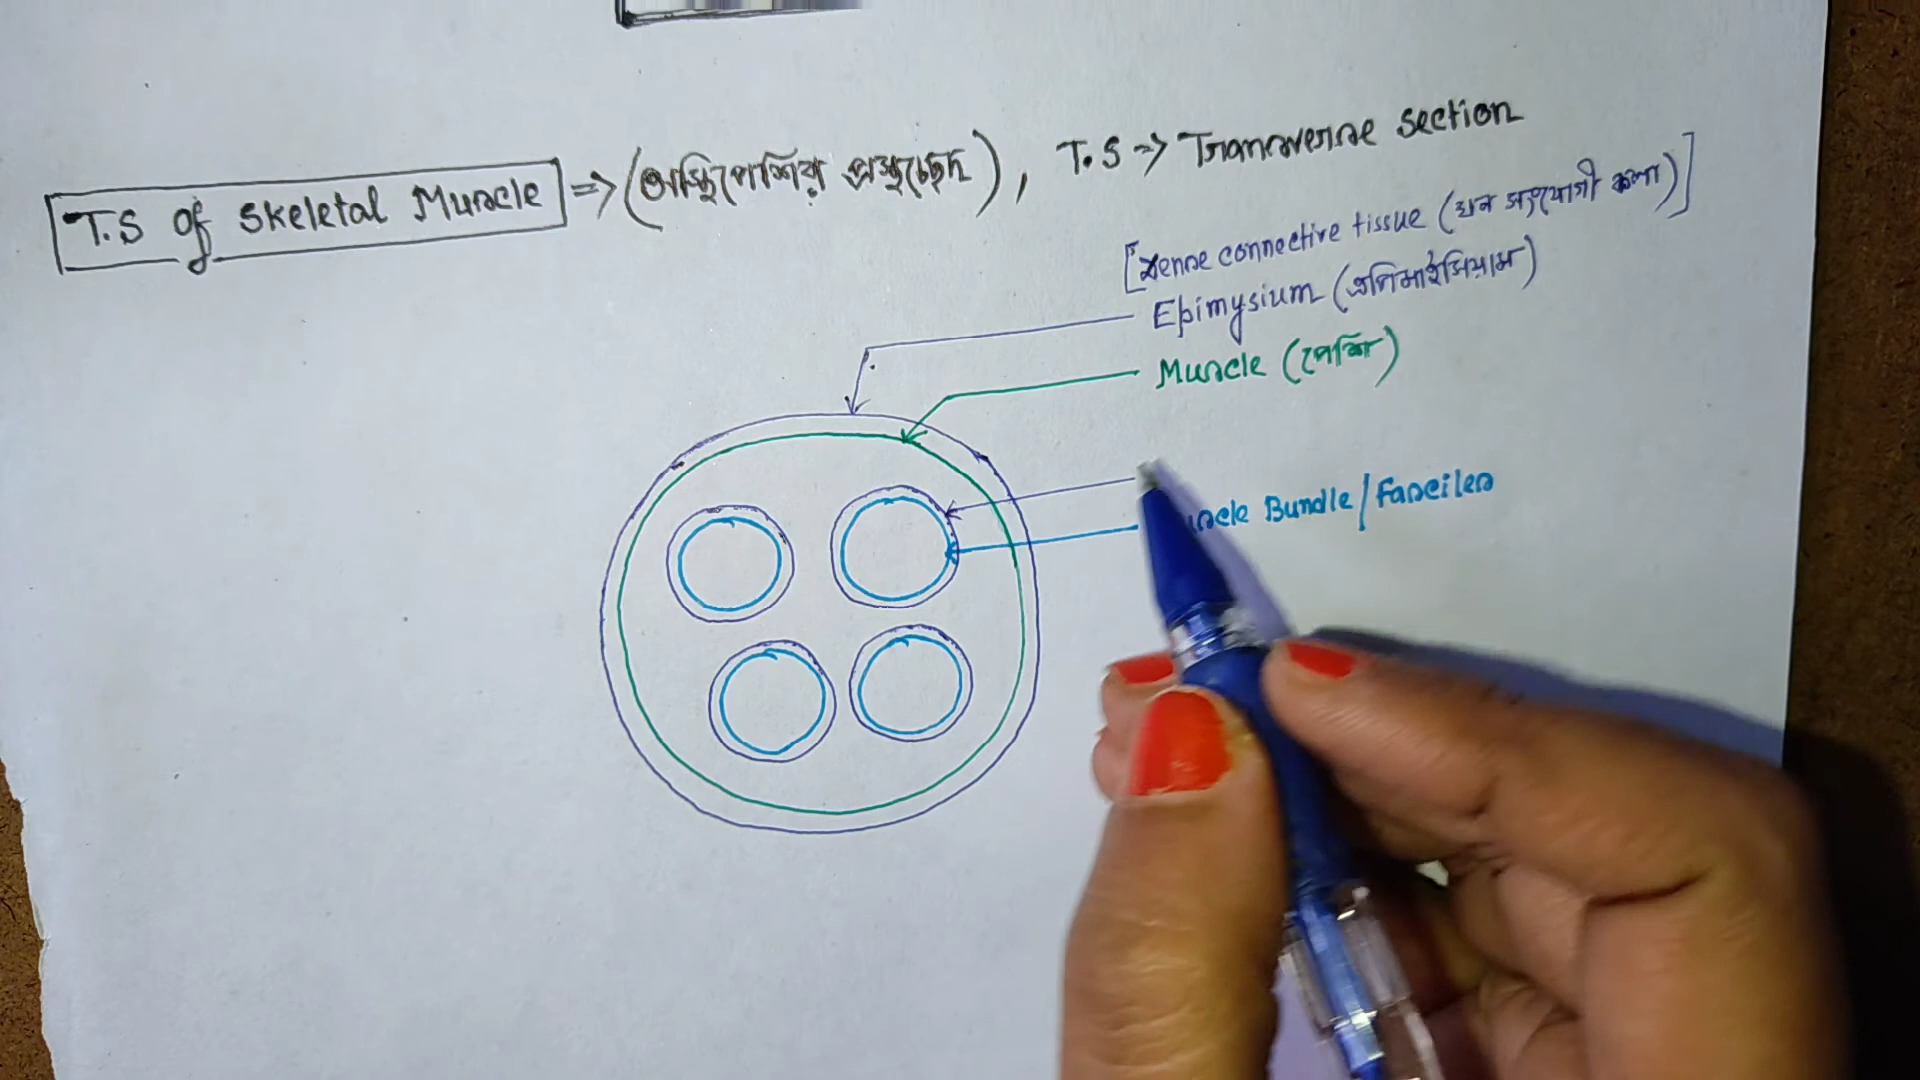 T.S of Skeletal Muscle => (অস্থিপেশির প্রস্থচ্ছেদ), T.S => Transverse section
[Dense connective tissue (ঘন সংযোগী কলা)]
Epimysium (এপিমাইসিয়াম)
Muscle (পেশি)
Bundle/Fasciles